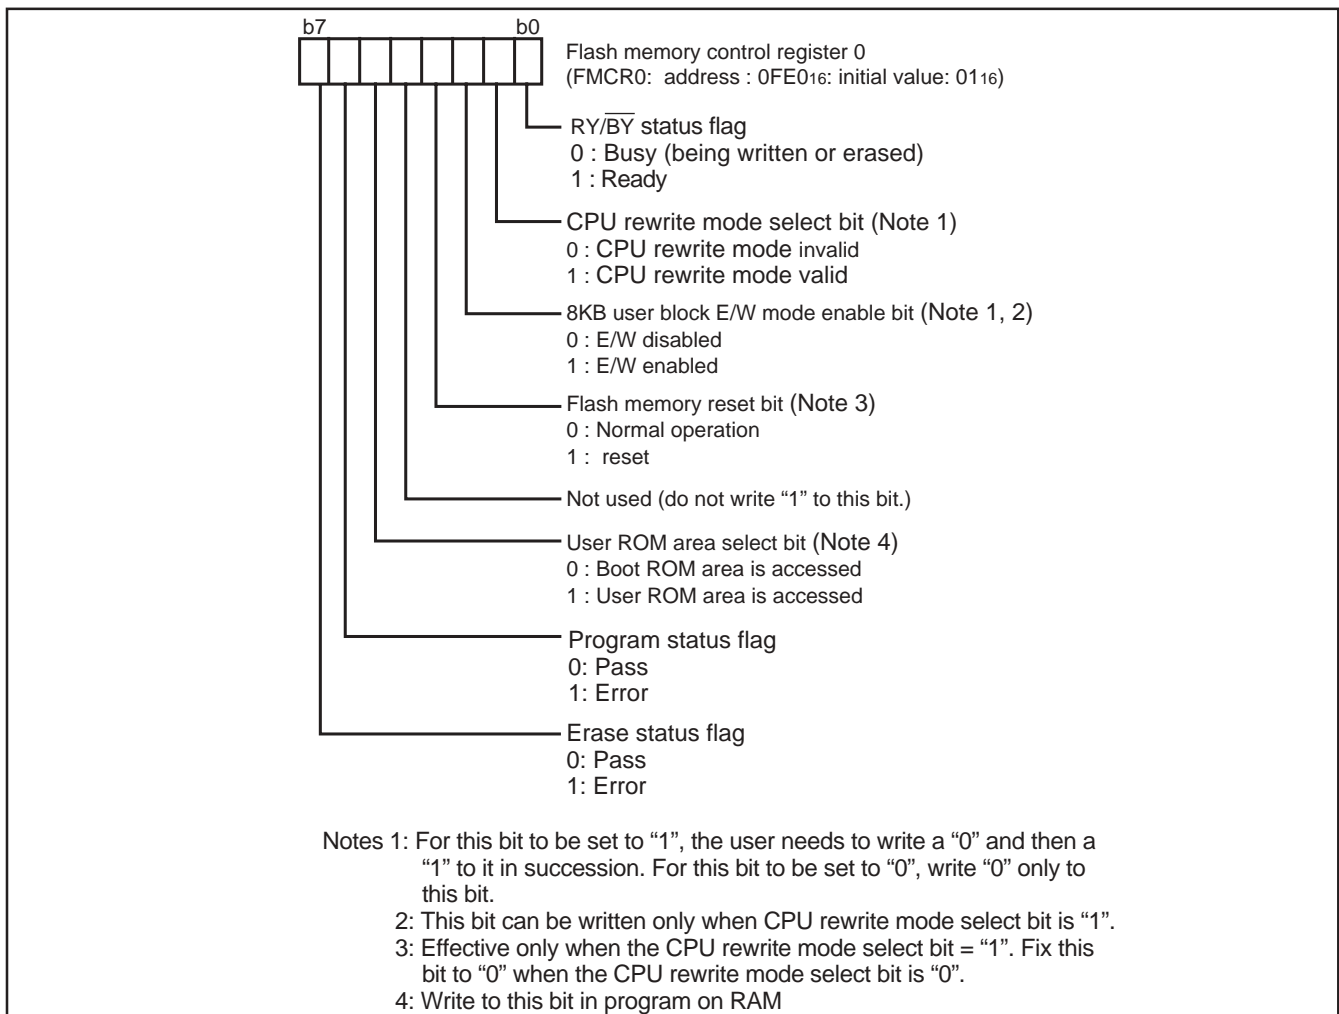 b7 b0
Flash memory control register 0
(FMCR0: address : 0FE016: initial value: 0116)
RY/BY status flag
0 : Busy (being written or erased)
1 : Ready
CPU rewrite mode select bit (Note 1)
0 : CPU rewrite mode invalid
1 : CPU rewrite mode valid
8KB user block E/W mode enable bit (Note 1, 2)
0 : E/W disabled
1 : E/W enabled
Flash memory reset bit (Note 3)
0 : Normal operation
1 : reset
Not used (do not write “1” to this bit.)
User ROM area select bit (Note 4)
0 : Boot ROM area is accessed
1 : User ROM area is accessed
Program status flag
0: Pass
1: Error
Erase status flag
0: Pass
1: Error
Notes 1: For this bit to be set to “1”, the user needs to write a “0” and then a
“1” to it in succession. For this bit to be set to “0”, write “0” only to
this bit.
2: This bit can be written only when CPU rewrite mode select bit is “1”.
3: Effective only when the CPU rewrite mode select bit = “1”. Fix this
bit to “0” when the CPU rewrite mode select bit is “0”.
4: Write to this bit in program on RAM